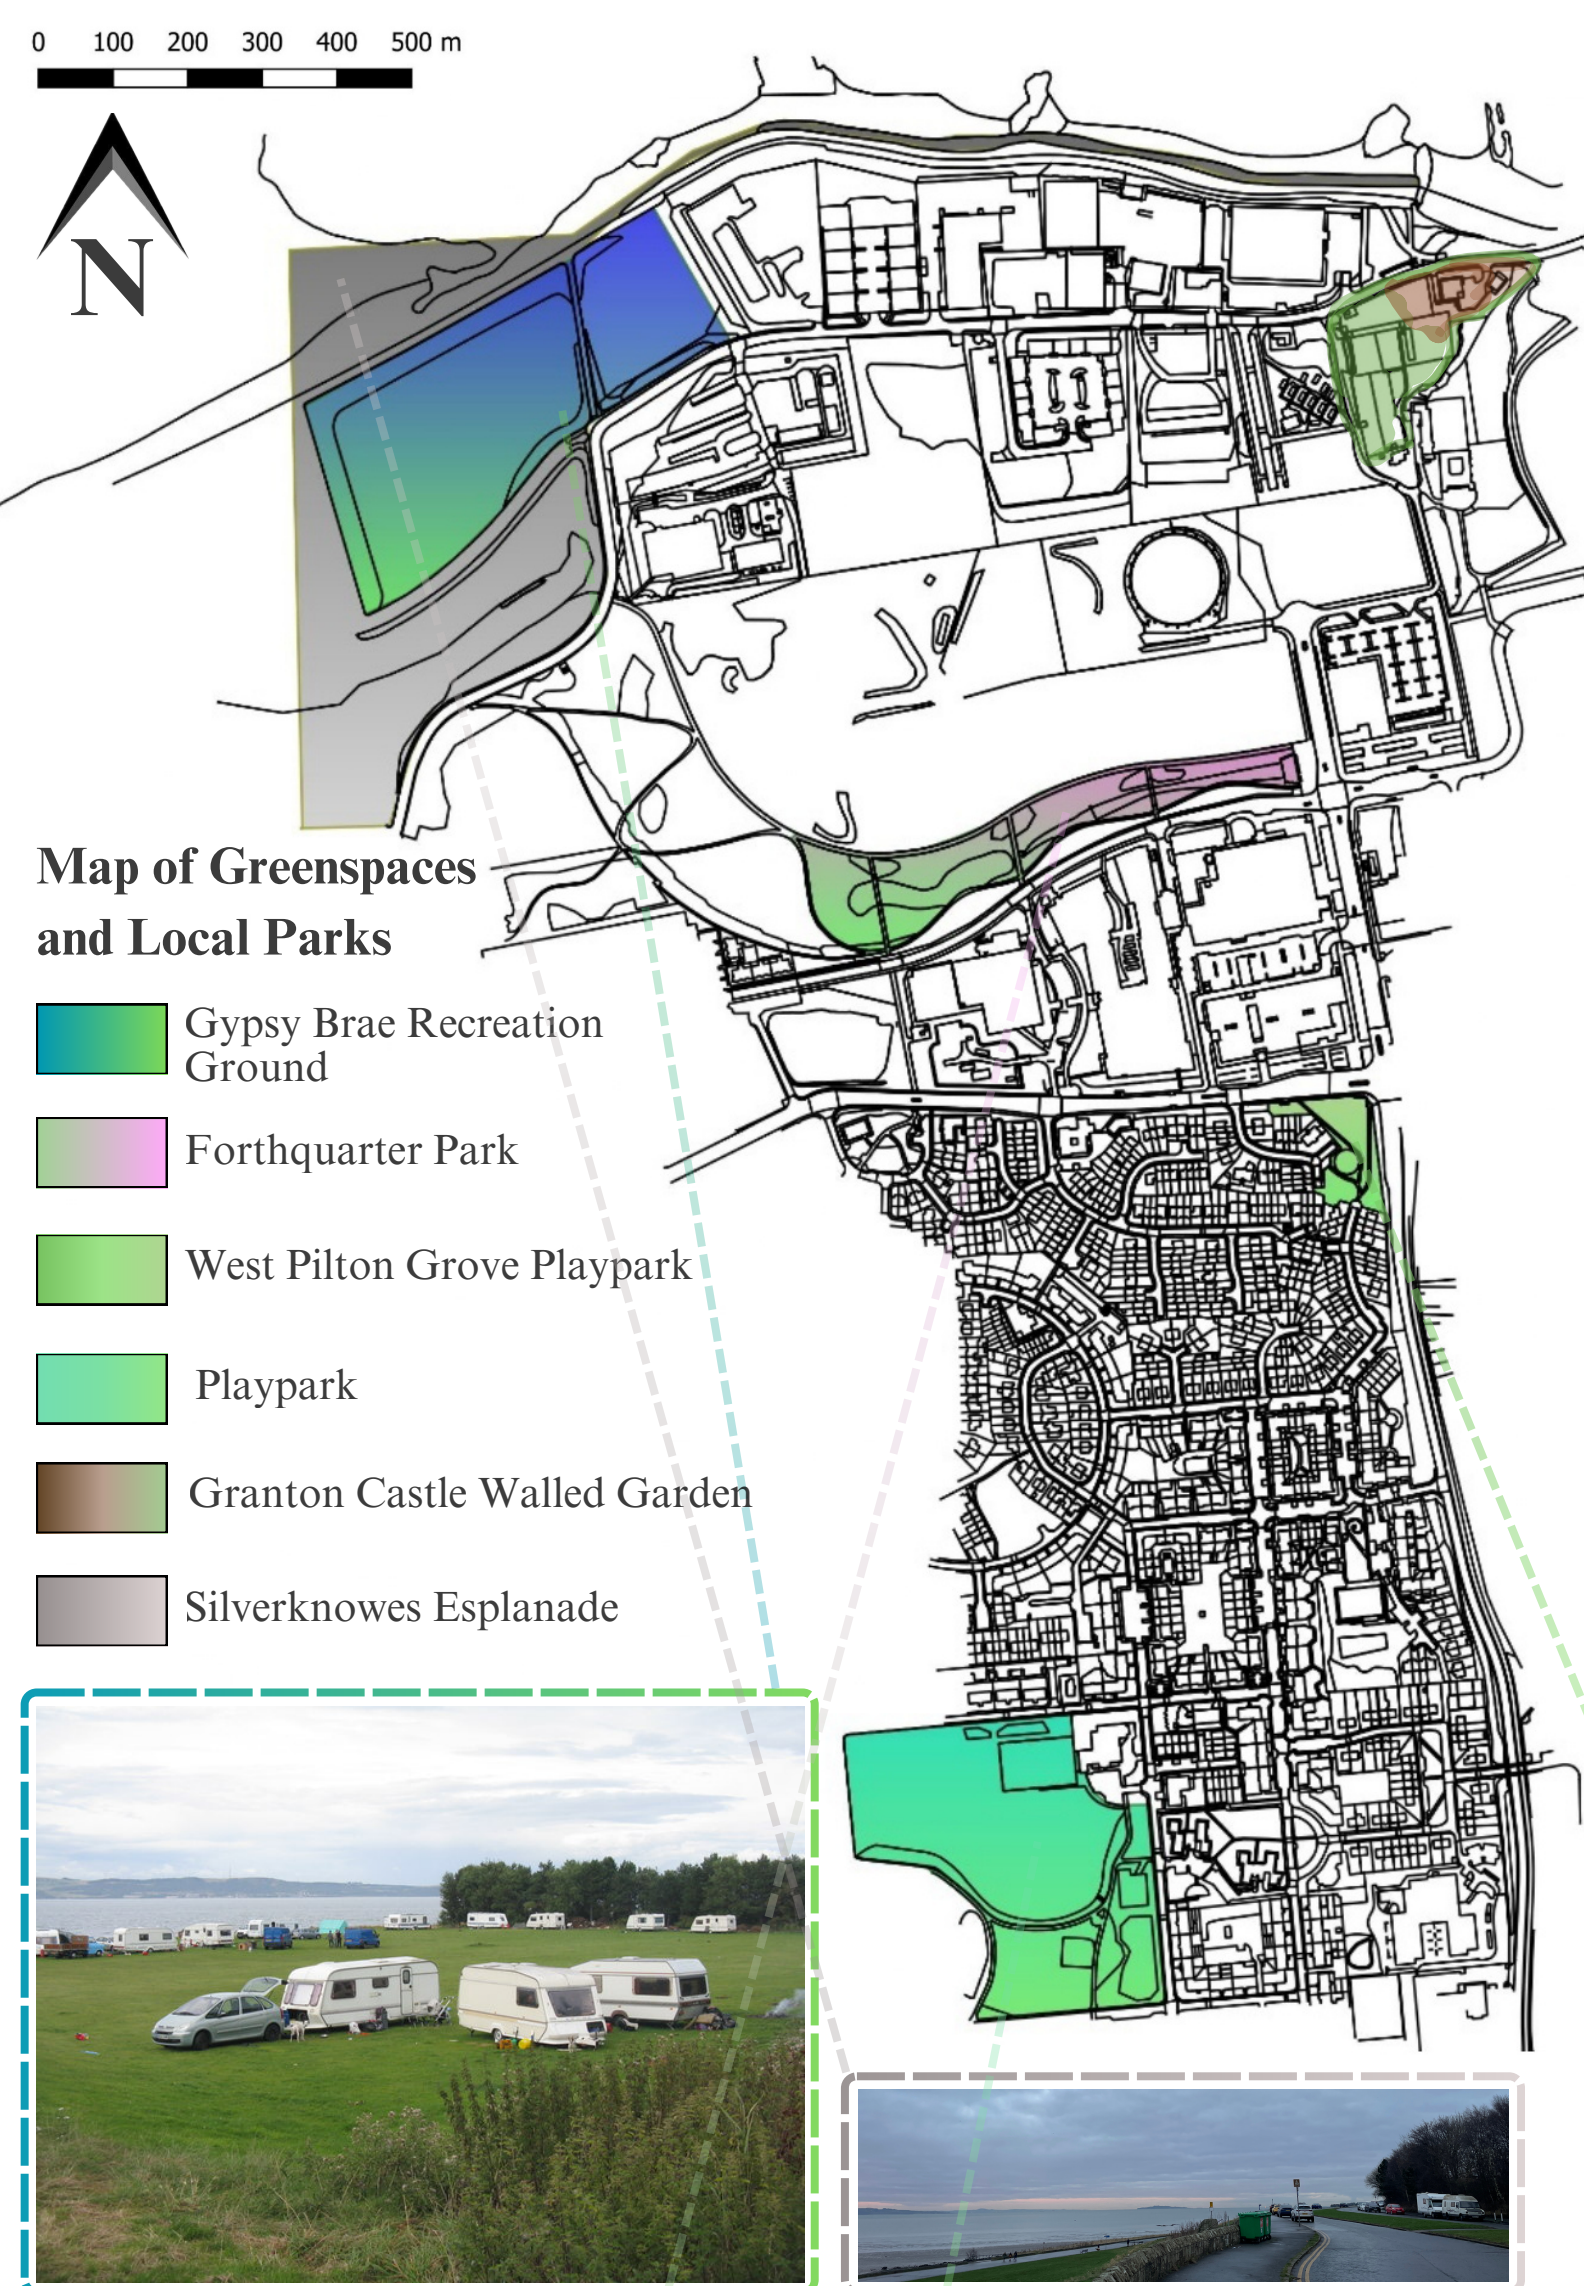 0 100 200 300 400 500 m
N
Map of Greenspaces
and Local Parks
Gypsy Brae Recreation
Ground
Forthquarter Park
West Pilton Grove Playpark
Playpark
Granton Castle Walled Garden
Silverknowes Esplanade